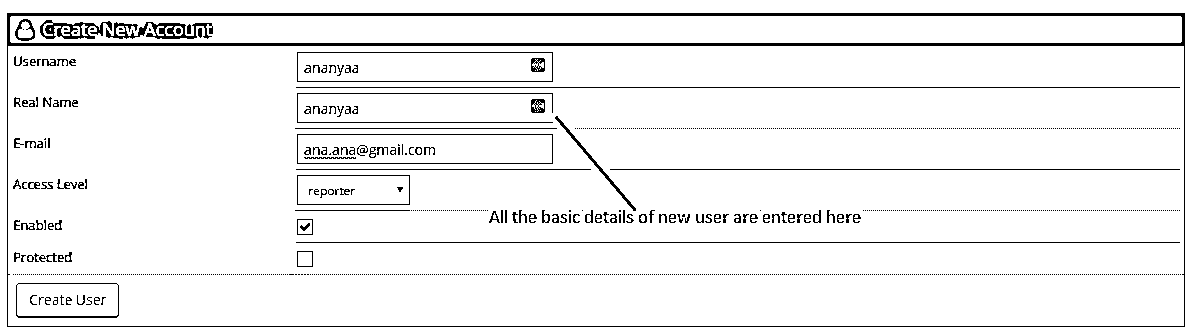 Create New Account
Username
ananyaa
Real Name
ananyaa
E-mail
ana.ana@gmail.com
Access Level
reporter
All the basic details of new user are entered here
Enabled
Protected
Create User